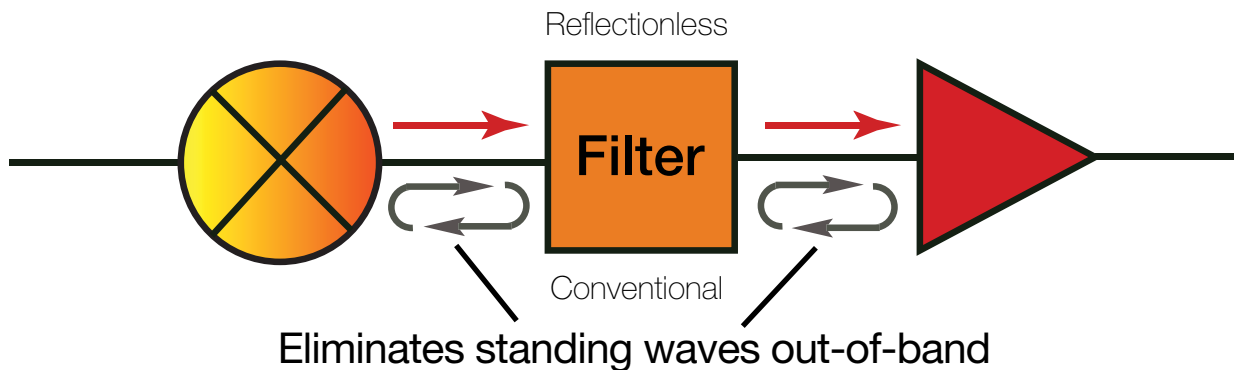 Reflectionless
Filter
Conventional
Eliminates standing waves out-of-band